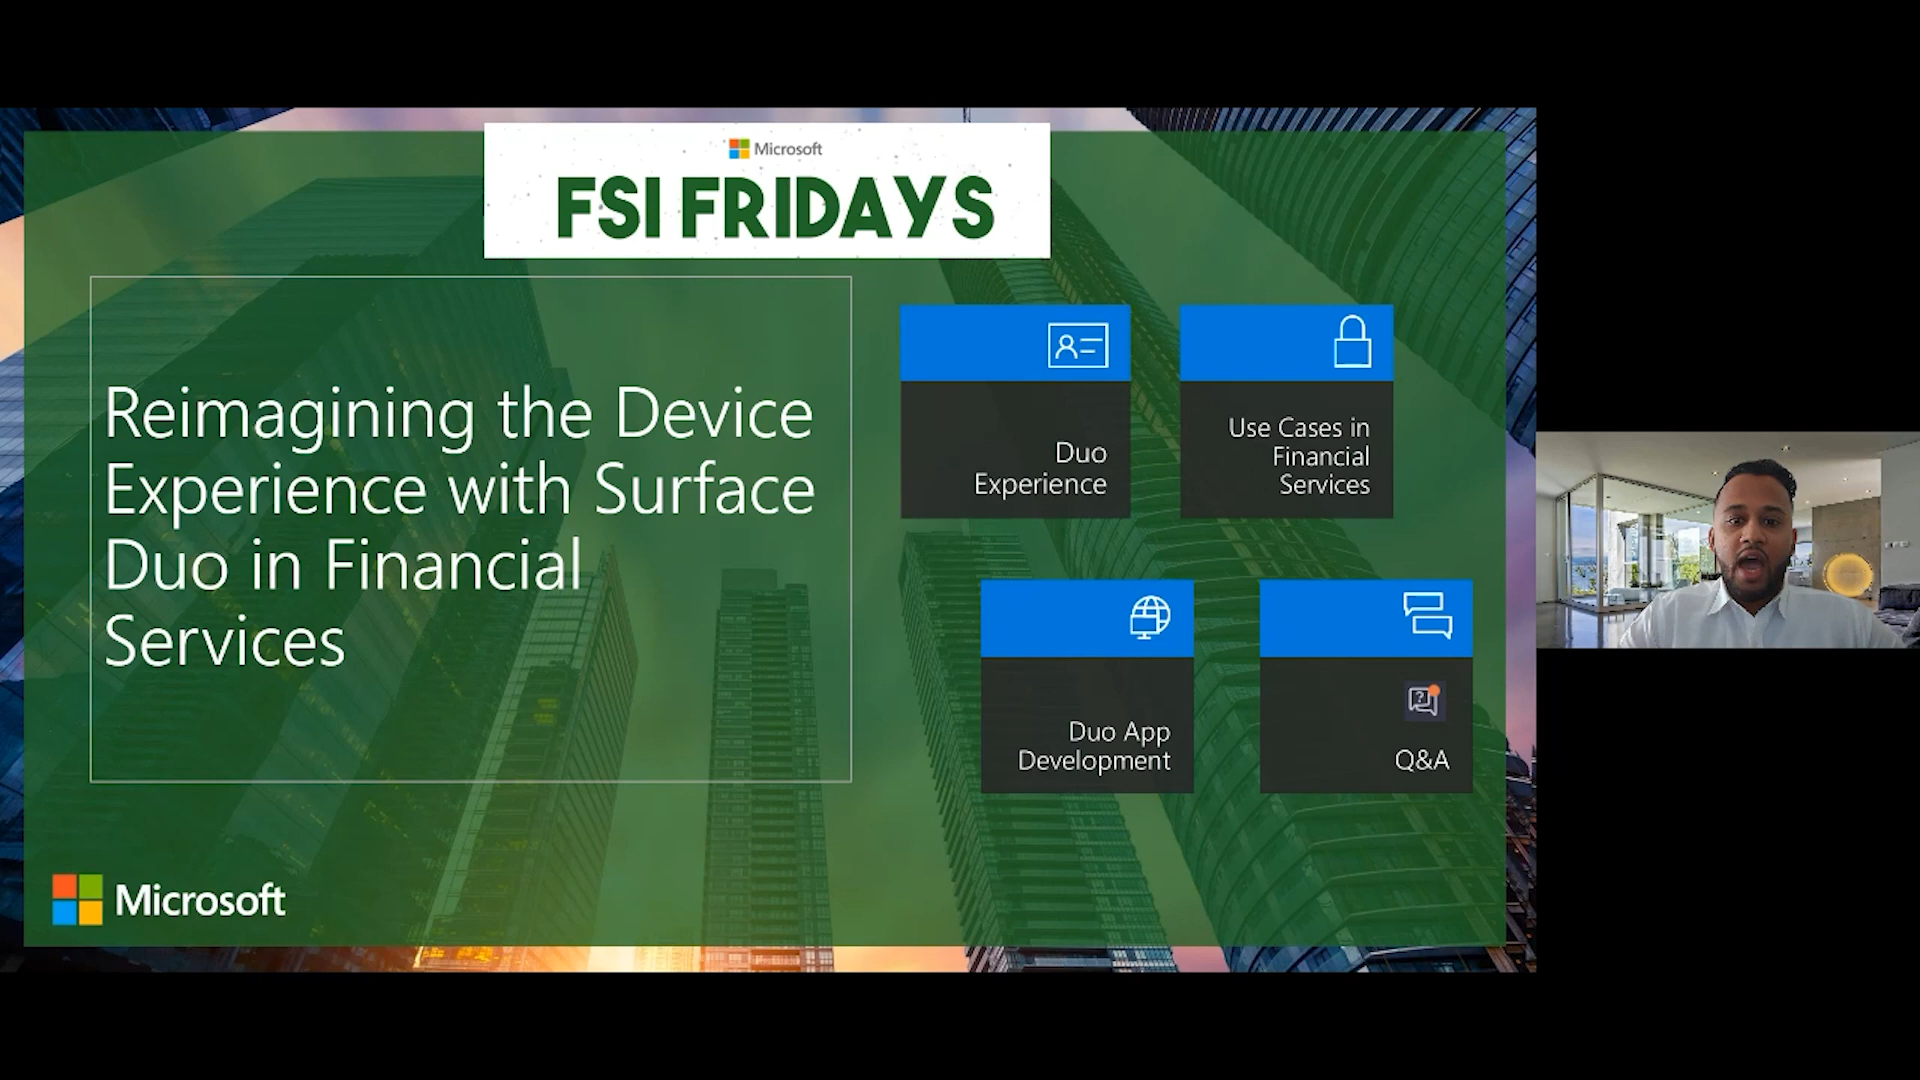 Microsoft
FSI FRIDAYS
Reimagining the Device
Experience with Surface
Duo in Financial
Services
Duo
Experience
Use Cases in
Financial
Services
Duo App
Development
?
Q&A
Microsoft